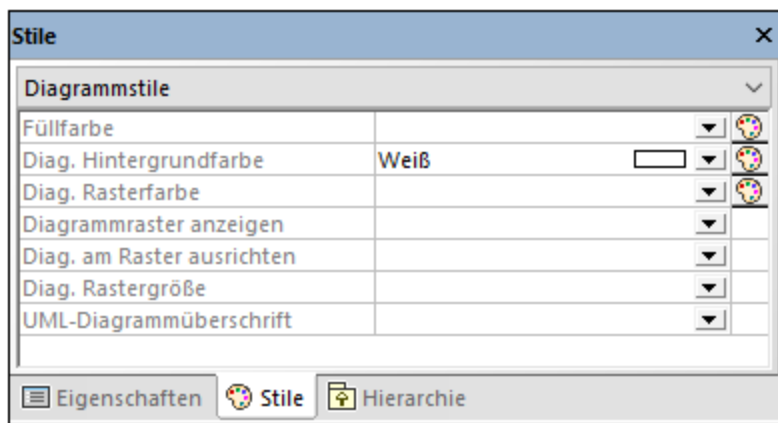 Stile
Diagrammstile
Füllfarbe
Diag. Hintergrundfarbe Weiß
Diag. Rasterfarbe
Diagrammraster anzeigen
Diag. am Raster ausrichten
Diag. Rastergröße
UML-Diagrammüberschrift
Eigenschaften Stile Hierarchie